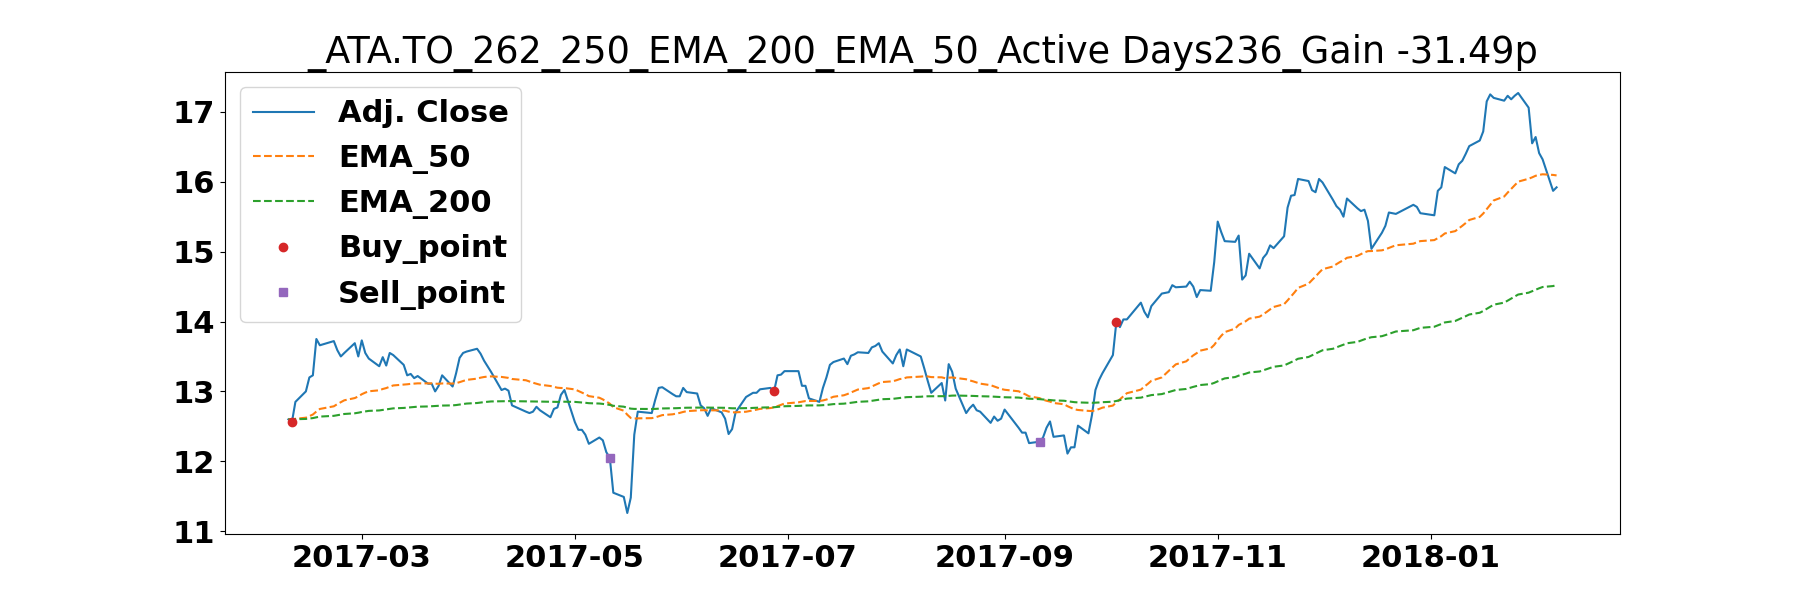 _ATA.TO_262_250_EMA_200_EMA_50_Active Days236_Gain -31.49p
17
16
15
14
13
12
11
Adj. Close
EMA_50
EMA_200
Buy_point
Sell_point
2017-03 2017-05 2017-07 2017-09 2017-11 2018-01